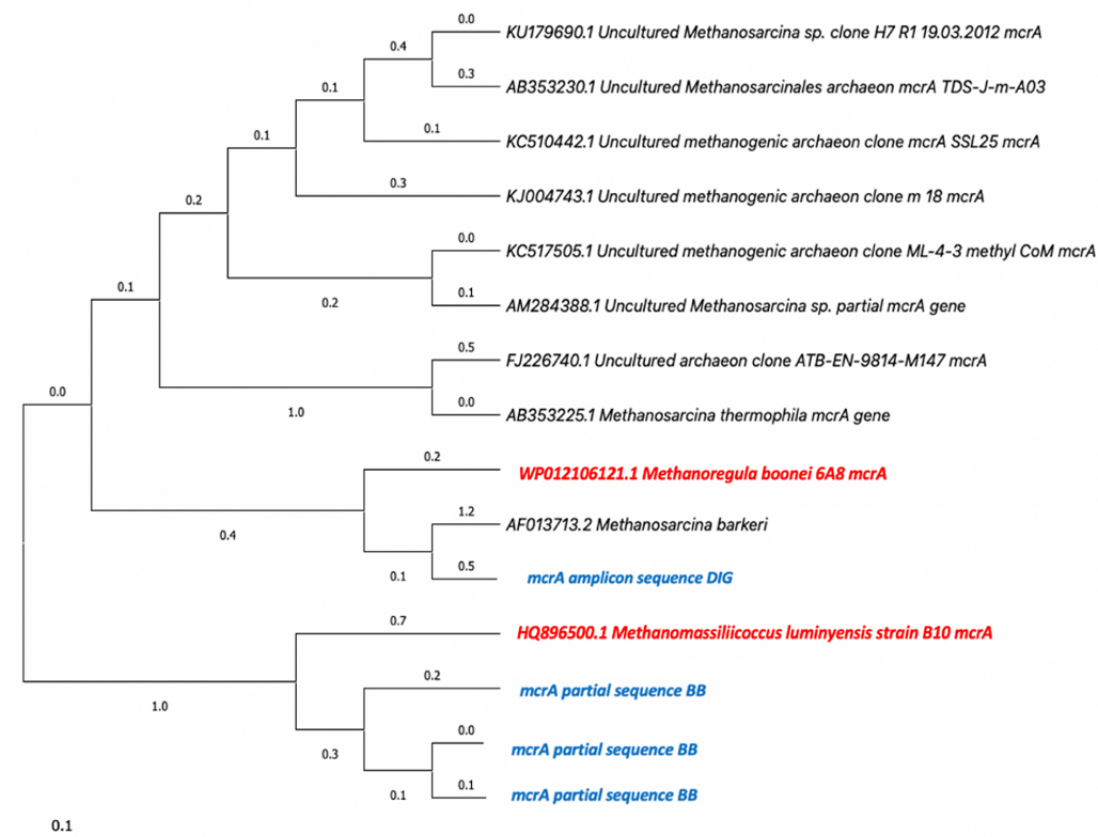 0.0
KU179690.1 Uncultured Methanosarcina sp. clone H7 R1 19.03.2012 mcrA
0.4
0.3
AB353230.1 Uncultured Methanosarcinales archaeon mcrA TDS-J-m-A03
0.1
0.1
KC510442.1 Uncultured methanogenic archaeon clone mcrA SSL25 mcrA
0.1
0.3
KJ004743.1 Uncultured methanogenic archaeon clone m 18 mcrA
0.2
0.0
KC517505.1 Uncultured methanogenic archaeon clone ML-4-3 methyl CoM mcrA
0.2
0.1
AM284388.1 Uncultured Methanosarcina sp. partial mcrA gene
0.1
0.5
FJ226740.1 Uncultured archaeon clone ATB-EN-9814-M147 mcrA
1.0
0.0
AB353225.1 Methanosarcina thermophila mcrA gene
0.0
0.2
WP012106121.1 Methanoregula boonei 6A8 mcrA
0.4
1.2
AF013713.2 Methanosarcina barkeri
0.1
0.5
mcrA amplicon sequence DIG
0.7
HQ896500.1 Methanomassiliicoccus luminyensis strain B10 mcrA
1.0
0.2
mcrA partial sequence BB
0.3
0.0
mcrA partial sequence BB
0.1
0.1
mcrA partial sequence BB
0.1